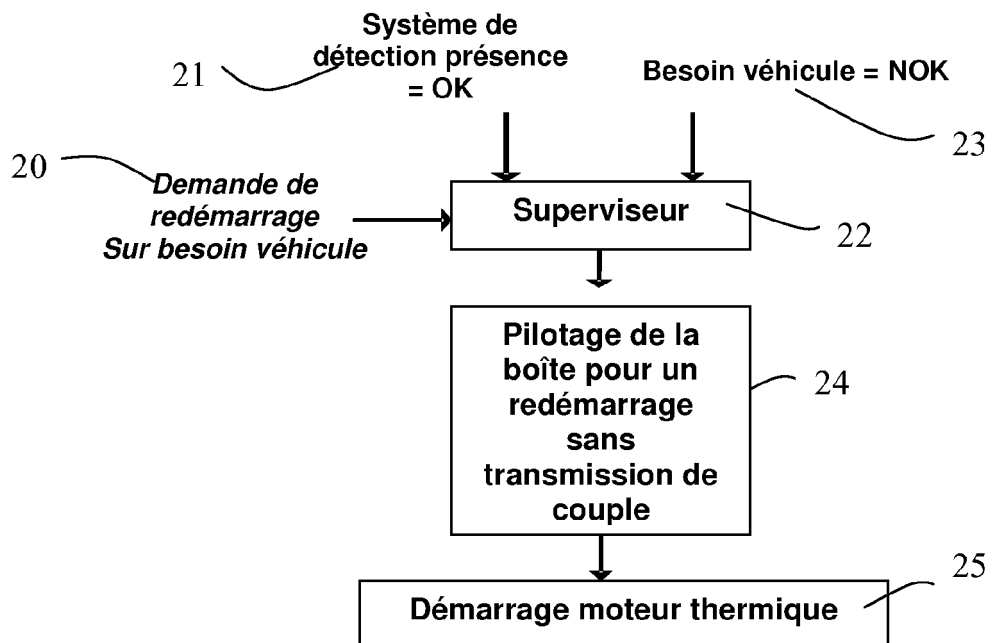 Système de
détection présence
= OK
21
Besoin véhicule = NOK
23
20
Demande de
redémarrage
Sur besoin véhicule
Superviseur
22
Pilotage de la
boîte pour un
redémarrage
sans
transmission de
couple
24
Démarrage moteur thermique
25